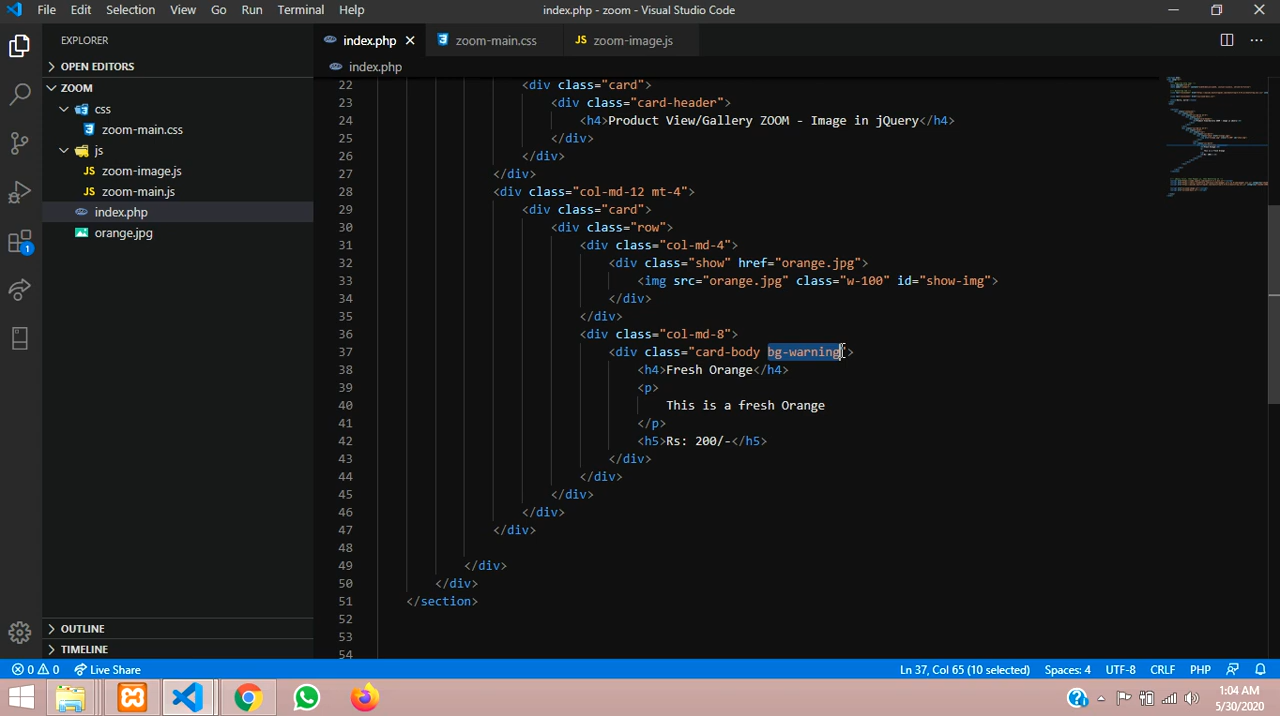 File Edit Selection View Go Run Terminal Help index.php - zoom - Visual Studio Code
EXPLORER
OPEN EDITORS
ZOOM
css
zoom-main.css
js
JS zoom-image.js
JS zoom-main.js
index.php
orange.jpg
OUTLINE
TIMELINE
1
index.php
zoom-main.css
JS zoom-image.js
index.php
22 <div class="card">
23 <div class="card-header">
24 <h4>Product View/Gallery ZOOM - Image in jQuery</h4>
25 </div>
26 </div>
27 </div>
28 <div class="col-md-12 mt-4">
29 <div class="card">
30 <div class="row">
31 <div class="col-md-4">
32 <div class="show" href="orange.jpg">
33 <img src="orange.jpg" class="w-100" id="show-img">
34 </div>
35 </div>
36 <div class="col-md-8">
37 <div class="card-body bg-warning">
38 <h4>Fresh Orange</h4>
39 <p>
40 This is a fresh Orange
41 </p>
42 <h5>Rs: 200/-</h5>
43 </div>
44 </div>
45 </div>
46 </div>
47 </div>
48
49 </div>
50 </div>
51 </section>
52
53
54
0 0 Live Share Ln 37, Col 65 (10 selected) Spaces: 4 UTF-8 CRLF PHP
1:04 AM
5/30/2020